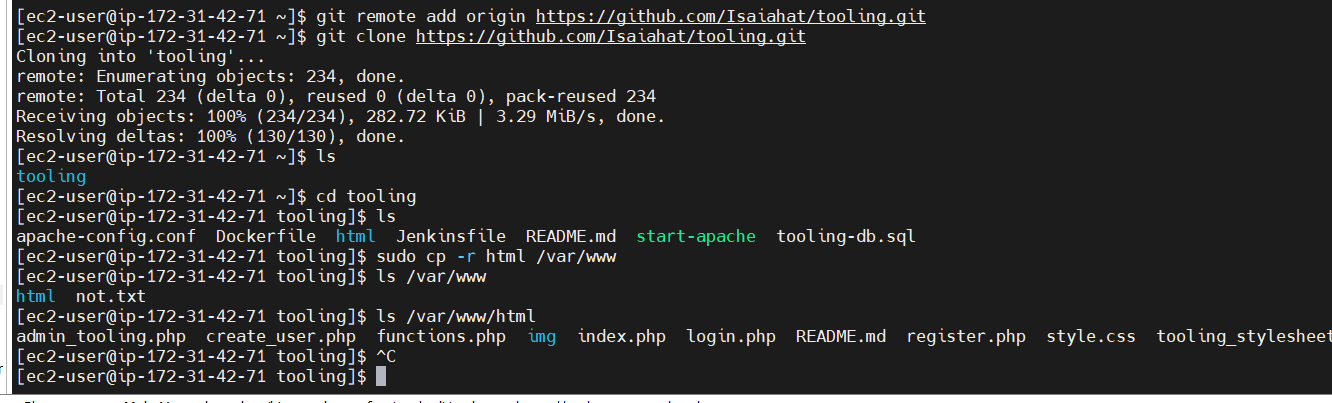 [ec2-user@ip-172-31-42-71 ~]$ git remote add origin https://github.com/Isaiahat/tooling.git
[ec2-user@ip-172-31-42-71 ~]$ git clone https://github.com/Isaiahat/tooling.git
Cloning into 'tooling'...
remote: Enumerating objects: 234, done.
remote: Total 234 (delta 0), reused 0 (delta 0), pack-reused 234
Receiving objects: 100% (234/234), 282.72 KiB | 3.29 MiB/s, done.
Resolving deltas: 100% (130/130), done.
[ec2-user@ip-172-31-42-71 ~]$ ls
tooling
[ec2-user@ip-172-31-42-71 ~]$ cd tooling
[ec2-user@ip-172-31-42-71 tooling]$ ls
apache-config.conf  Dockerfile  html  Jenkinsfile  README.md  start-apache  tooling-db.sql
[ec2-user@ip-172-31-42-71 tooling]$ sudo cp -r html /var/www
[ec2-user@ip-172-31-42-71 tooling]$ ls /var/www
html  not.txt
[ec2-user@ip-172-31-42-71 tooling]$ ls /var/www/html
admin_tooling.php  create_user.php  functions.php  img  index.php  login.php  README.md  register.php  style.css  tooling_stylesheet
[ec2-user@ip-172-31-42-71 tooling]$ ^C
[ec2-user@ip-172-31-42-71 tooling]$